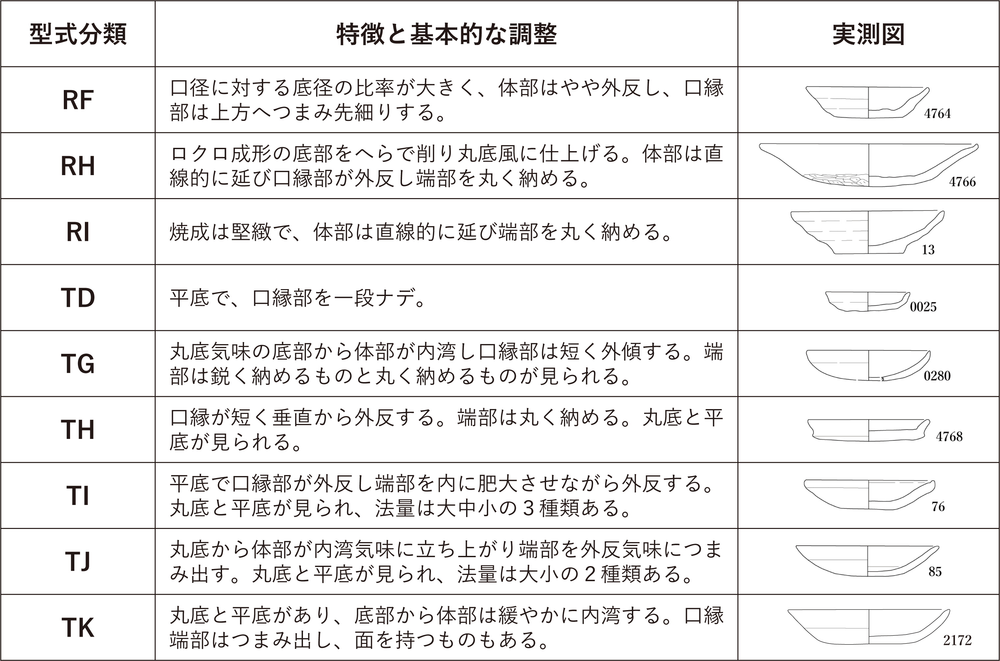 型式分類 特徴と基本的な調整 実測図
RF
口径に対する底径の比率が大きく、体部はやや外反し、口縁
部は上方へつまみ先細りする。
4764
RH
ロクロ成形の底部をへらで削り丸底風に仕上げる。体部は直
線的に延び口縁部が外反し端部を丸く納める。
4766
RI
焼成は堅緻で、体部は直線的に延び端部を丸く納める。
13
TD
平底で、口縁部を一段ナデ。
0025
TG
丸底気味の底部から体部が内湾し口縁部は短く外傾する。端
部は鋭く納めるものと丸く納めるものが見られる。
0280
TH
口縁が短く垂直から外反する。端部は丸く納める。丸底と平
底が見られる。
4768
TI
平底で口縁部が外反し端部を内に肥大させながら外反する。
丸底と平底が見られ、法量は大中小の3種類ある。
76
TJ
丸底から体部が内湾気味に立ち上がり端部を外反気味につま
み出す。丸底と平底が見られ、法量は大小の2種類ある。
85
TK
丸底と平底があり、底部から体部は緩やかに内湾する。口縁
端部はつまみ出し、面を持つものもある。
2172